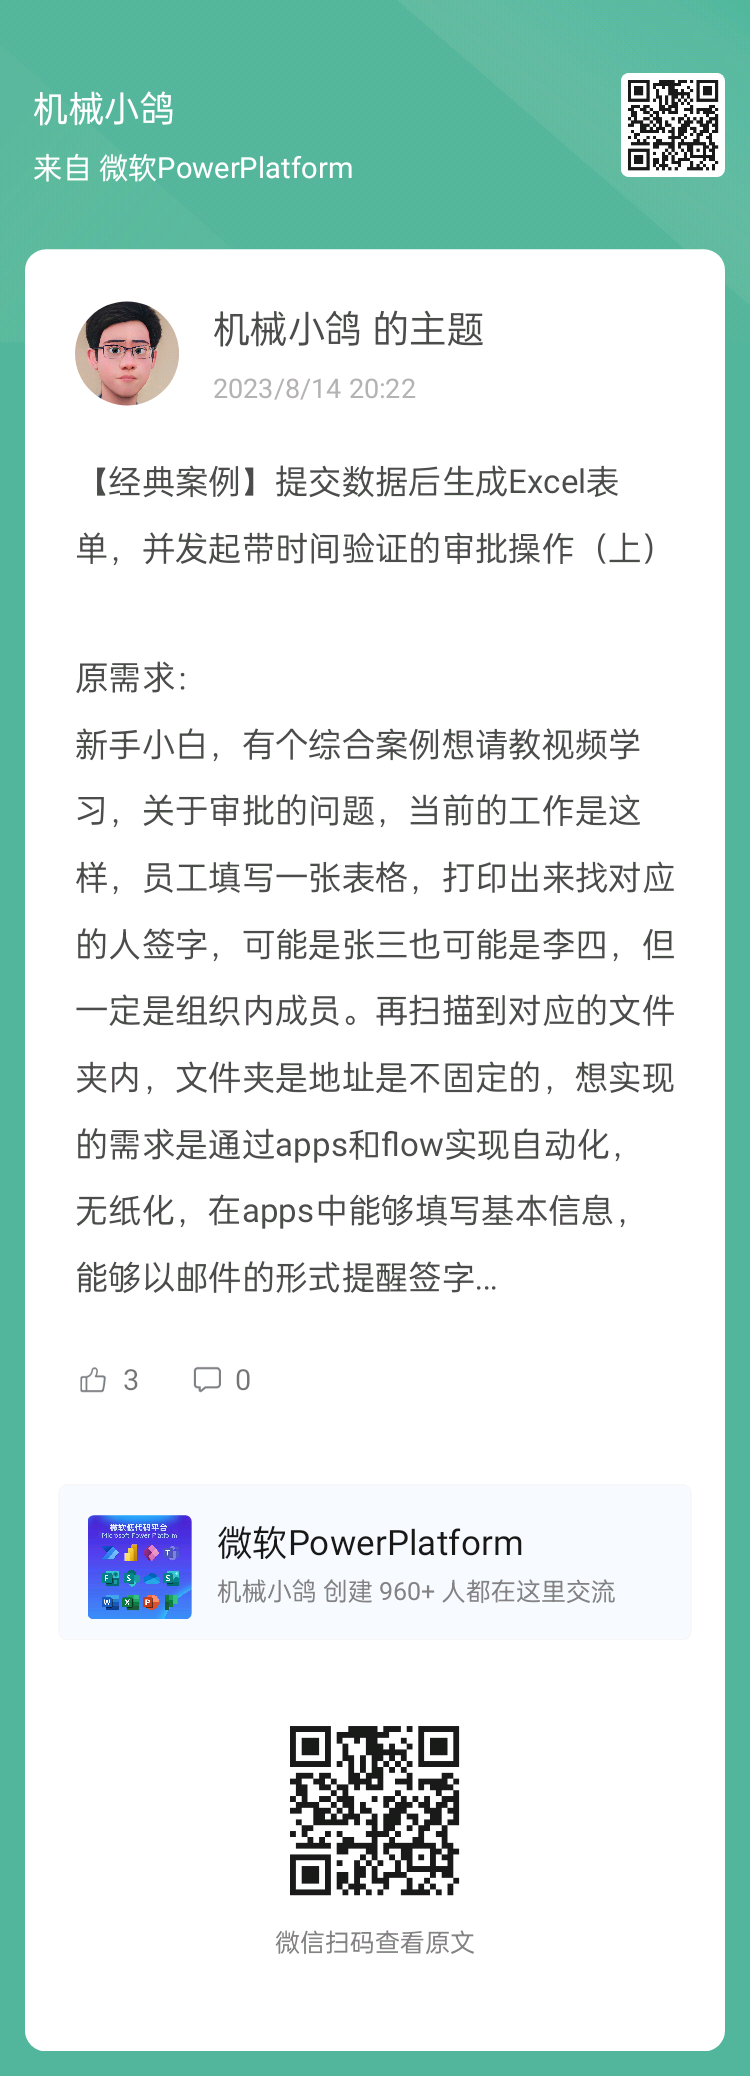 机械小鸽
来自 微软PowerPlatform
机械小鸽 的主题
2023/8/14 20:22
【经典案例】提交数据后生成Excel表
单，并发起带时间验证的审批操作（上）
原需求：
新手小白，有个综合案例想请教视频学
习，关于审批的问题，当前的工作是这
样，员工填写一张表格，打印出来找对应
的人签字，可能是张三也可能是李四，但
一定是组织内成员。再扫描到对应的文件
夹内，文件夹是地址是不固定的，想实现
的需求是通过apps和flow实现自动化，
无纸化，在apps中能够填写基本信息，
能够以邮件的形式提醒签字...
3
0
微软低代码平台
Microsoft Power Platform
微软PowerPlatform
机械小鸽 创建 960+ 人都在这里交流
微信扫码查看原文